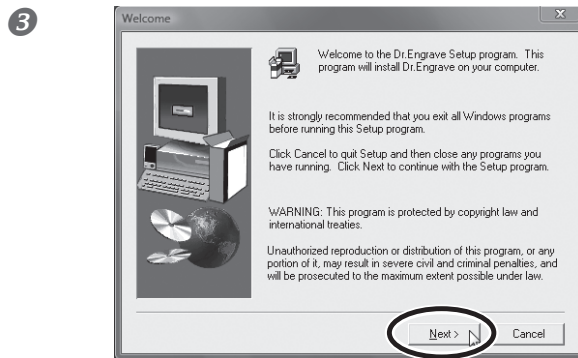 3
Welcome
Welcome to the Dr.Engrave Setup program. This
program will install Dr.Engrave on your computer.
It is strongly recommended that you exit all Windows programs
before running this Setup program.
Click Cancel to quit Setup and then close any programs you
have running. Click Next to continue with the Setup program.
WARNING: This program is protected by copyright law and
international treaties.
Unauthorized reproduction or distribution of this program, or any
portion of it, may result in severe civil and criminal penalties, and
will be prosecuted to the maximum extent possible under law.
Next > Cancel